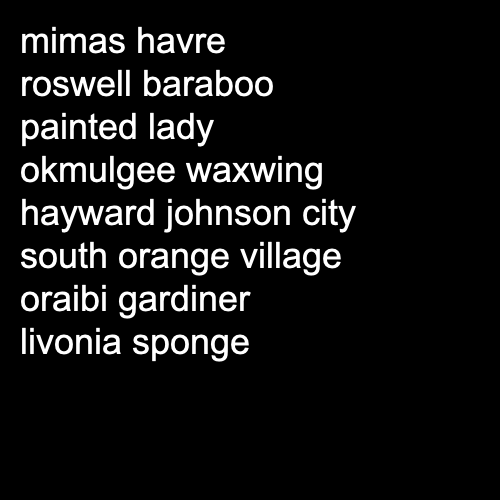 mimas havre
roswell baraboo
painted lady
okmulgee waxwing
hayward johnson city
south orange village
oraibi gardiner
livonia sponge